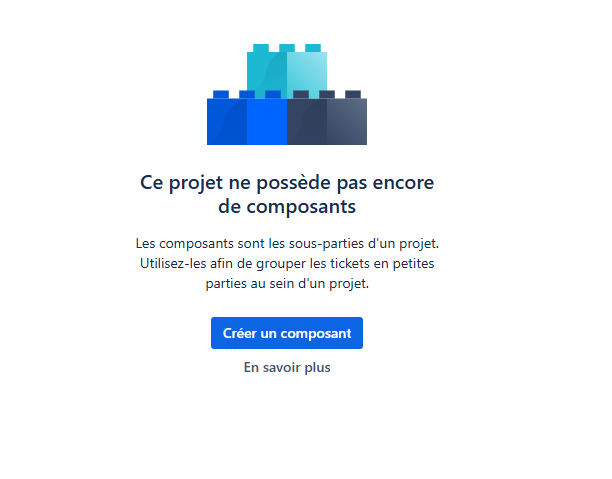 Ce projet ne possède pas encore
de composants
Les composants sont les sous-parties d'un projet.
Utilisez-les afin de grouper les tickets en petites
parties au sein d'un projet.
Créer un composant
En savoir plus